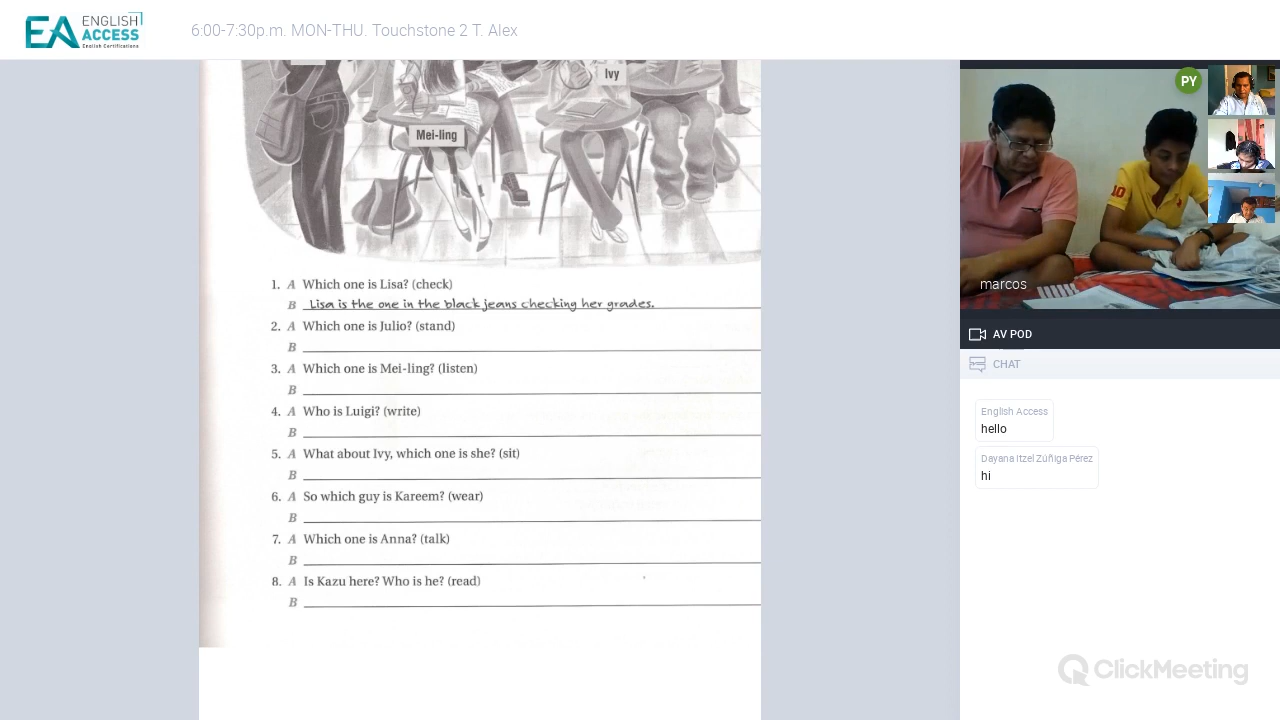 EA ENGLISH
ACCESS
English Certifications
6:00-7:30p.m. MON-THU. Touchstone 2 T. Alex
Ivy
Mei-ling
1. A Which one is Lisa? (check)
B Lisa is the one in the black jeans checking her grades.
2. A Which one is Julio? (stand)
B
3. A Which one is Mei-ling? (listen)
B
4. A Who is Luigi? (write)
B
5. A What about Ivy, which one is she? (sit)
B
6. A So which guy is Kareem? (wear)
B
7. A Which one is Anna? (talk)
B
8. A Is Kazu here? Who is he? (read)
B
PY
10
marcos
AV POD
CHAT
English Access
hello
Dayana Itzel Zúñiga Pérez
hi
ClickMeeting